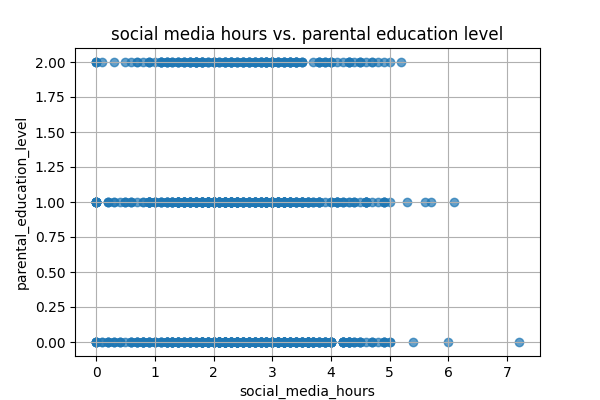 social media hours vs. parental education level
parental_education_level
2.00
1.75
1.50
1.25
1.00
0.75
0.50
0.25
0.00
0 1 2 3 4 5 6 7
social_media_hours